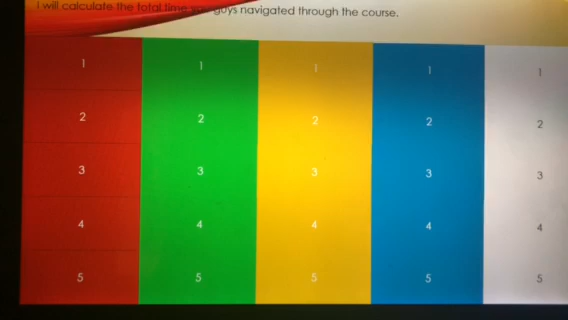 I will calculate the total time guys navigated through the course.
1 1 1 1 1
2 2 2 2 2
3 3 3 3 3
4 4 4 4 4
5 5 5 5 5